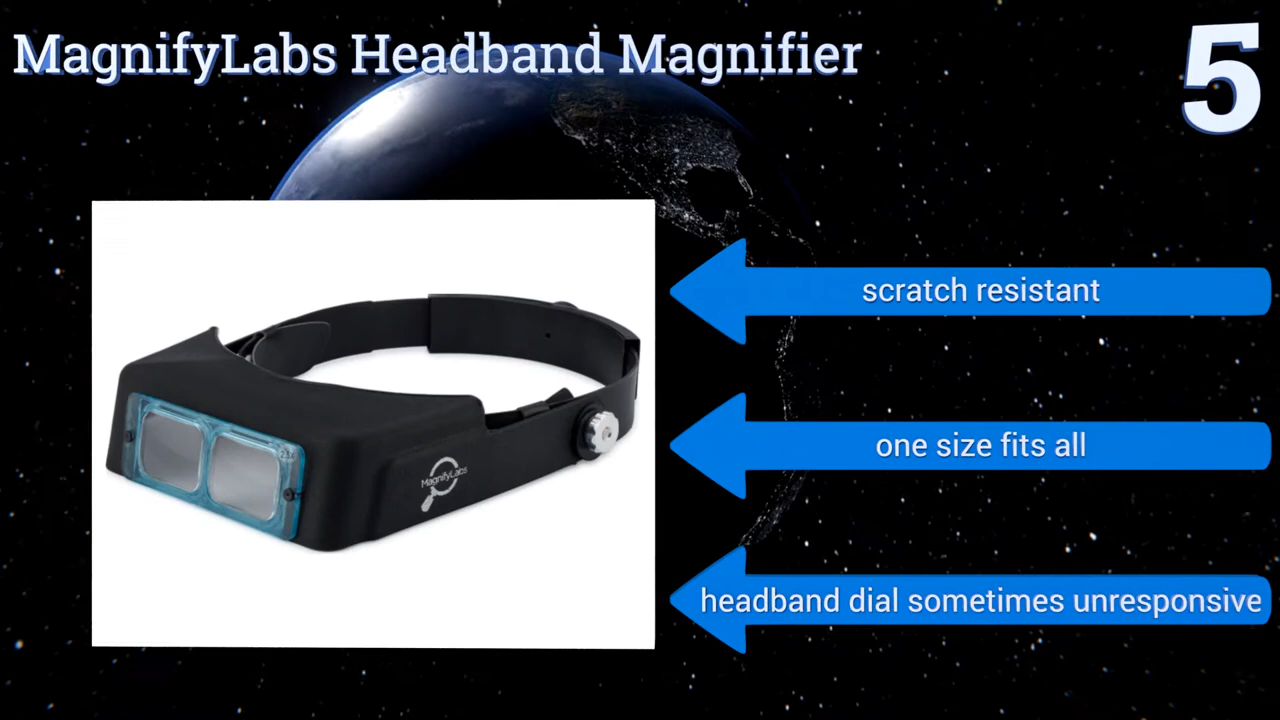 MagnifyLabs Headband Magnifier
5
scratch resistant
one size fits all
headband dial sometimes unresponsive
MagnifyLabs